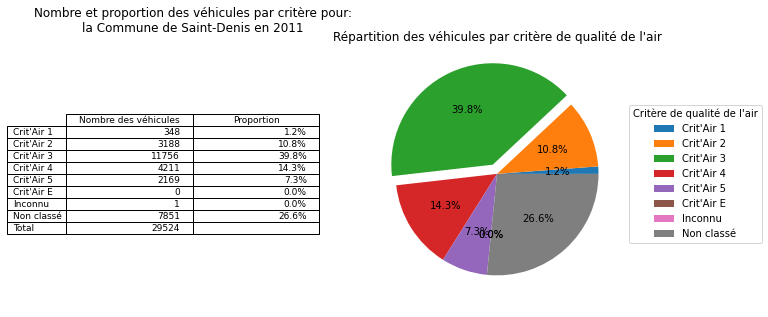 Nombre et proportion des véhicules par critère pour:
la Commune de Saint-Denis en 2011
Nombre des véhicules Proportion
Crit'Air 1 348 1.2%
Crit'Air 2 3188 10.8%
Crit'Air 3 11756 39.8%
Crit'Air 4 4211 14.3%
Crit'Air 5 2169 7.3%
Crit'Air E 0 0.0%
Inconnu 1 0.0%
Non classé 7851 26.6%
Total 29524
Répartition des véhicules par critère de qualité de l'air
39.8%
10.8%
1.2%
14.3%
26.6%
7.3%
0.0%
0.0%
Critère de qualité de l'air
Crit'Air 1
Crit'Air 2
Crit'Air 3
Crit'Air 4
Crit'Air 5
Crit'Air E
Inconnu
Non classé